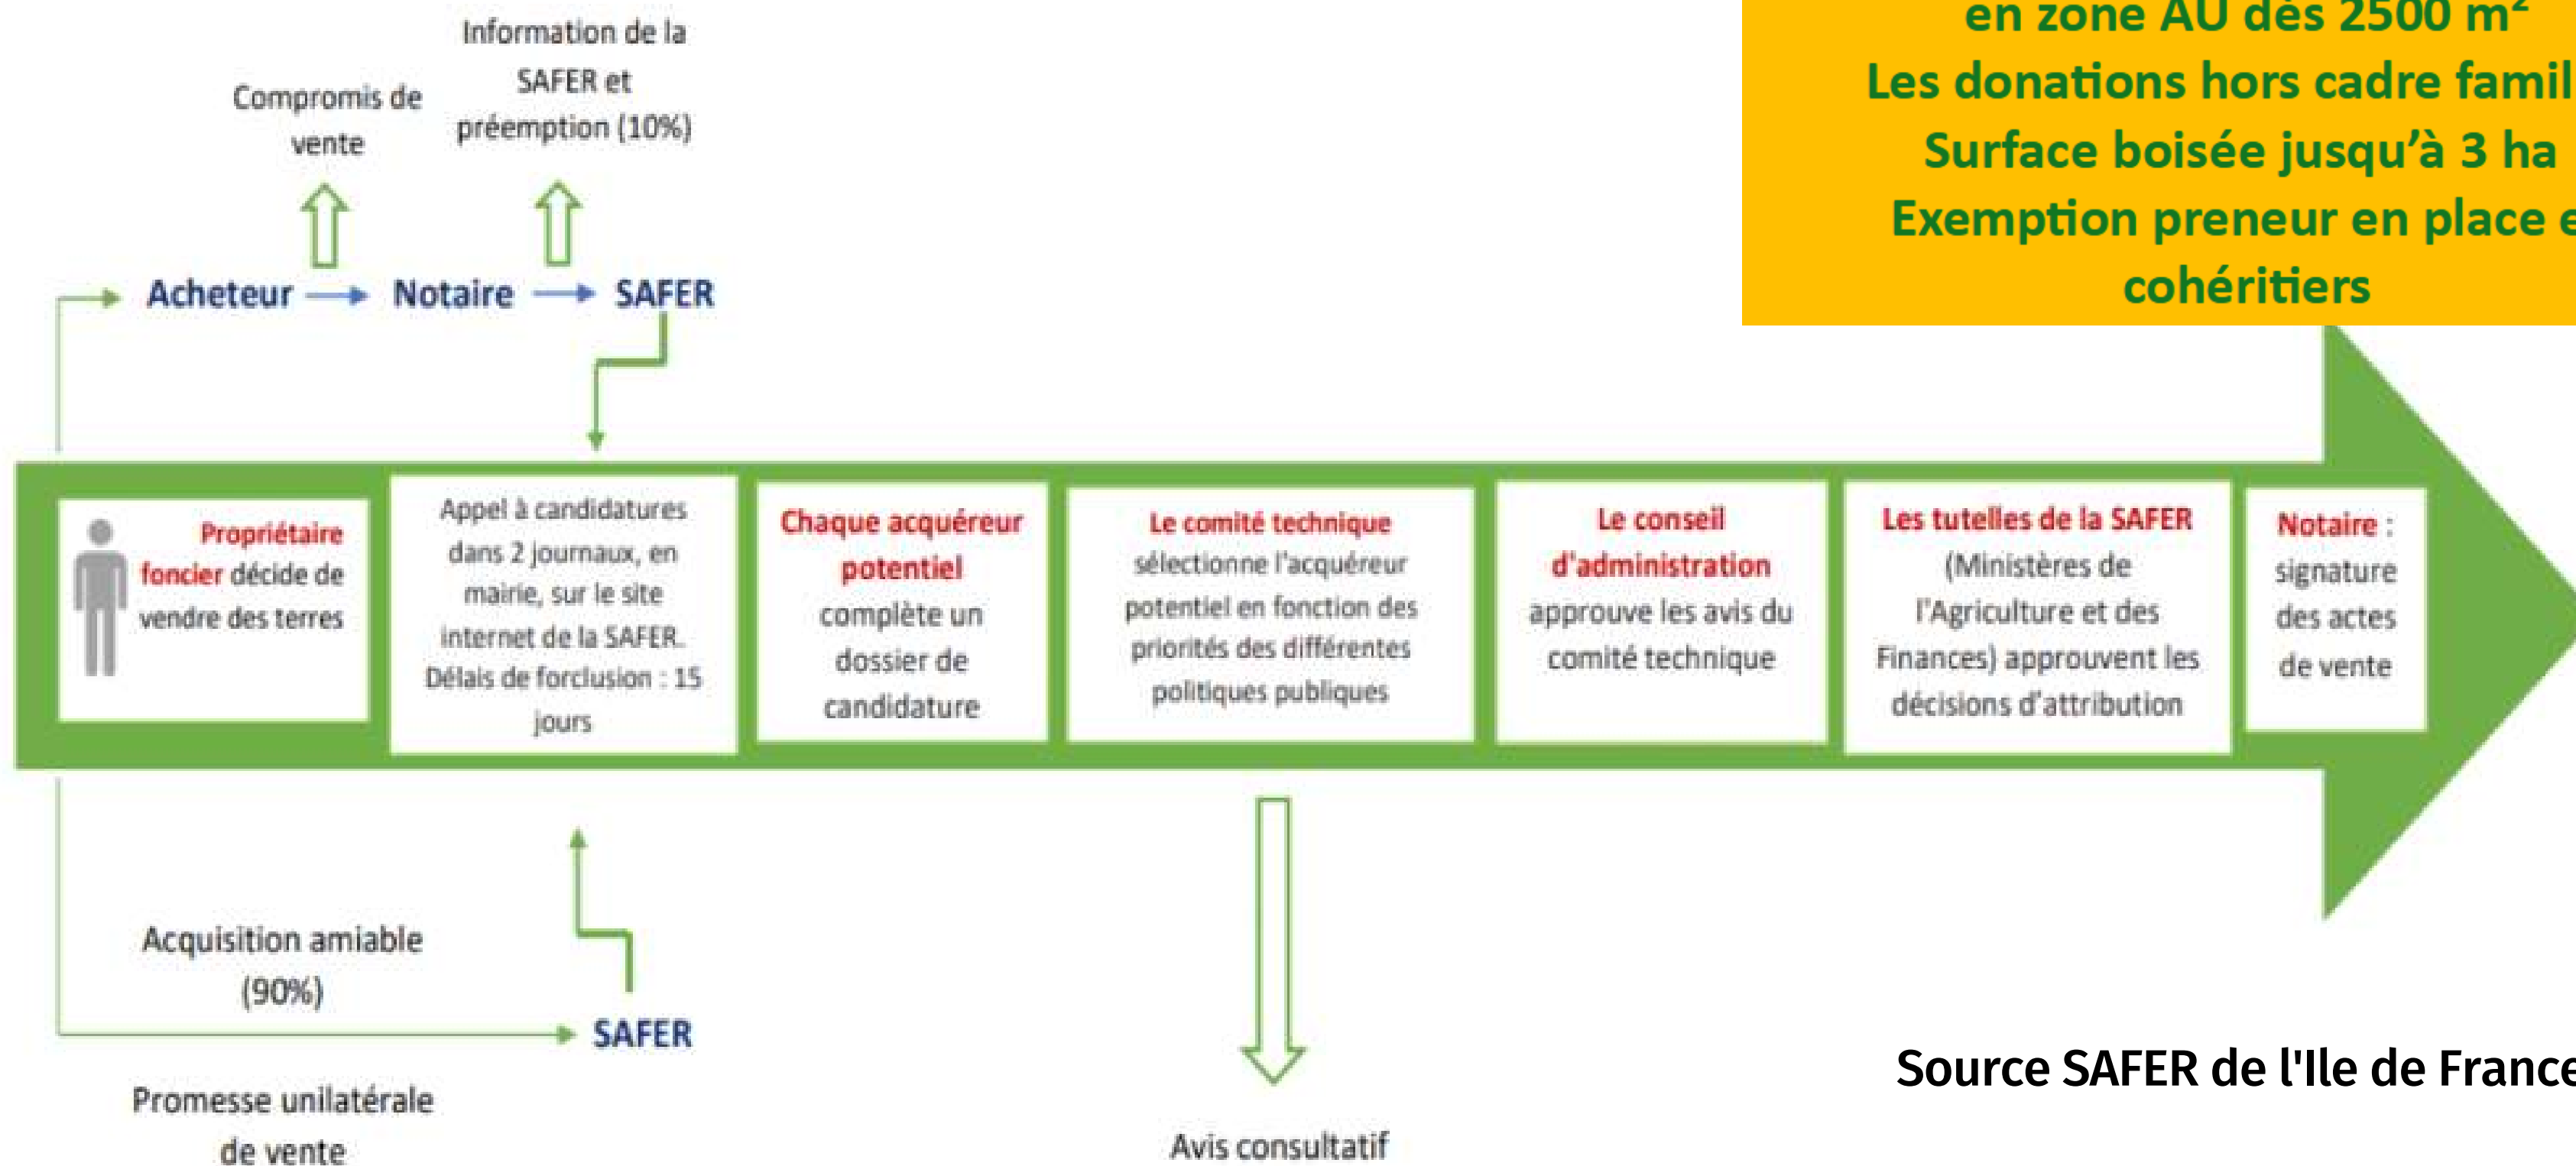 Information de la
SAFER et
préemption (10%)
Compromis de
vente
Acheteur
Notaire
SAFER
en zone AU dès 2500 m²
Les donations hors cadre famil
Surface boisée jusqu'à 3 ha
Exemption preneur en place e
cohéritiers
Propriétaire
foncier décide de
vendre des terres
Appel à candidatures
dans 2 journaux, en
mairie, sur le site
internet de la SAFER.
Délais de forclusion : 15
jours
Chaque acquéreur
potentiel
complète un
dossier de
candidature
Le comité technique
sélectionne l'acquéreur
potentiel en fonction des
priorités des différentes
politiques publiques
Le conseil
d'administration
approuve les avis du
comité technique
Les tutelles de la SAFER
(Ministères de
l'Agriculture et des
Finances) approuvent les
décisions d'attribution
Notaire :
signature
des actes
de vente
Acquisition amiable
(90%)
SAFER
Promesse unilatérale
de vente
Avis consultatif
Source SAFER de l'Ile de France